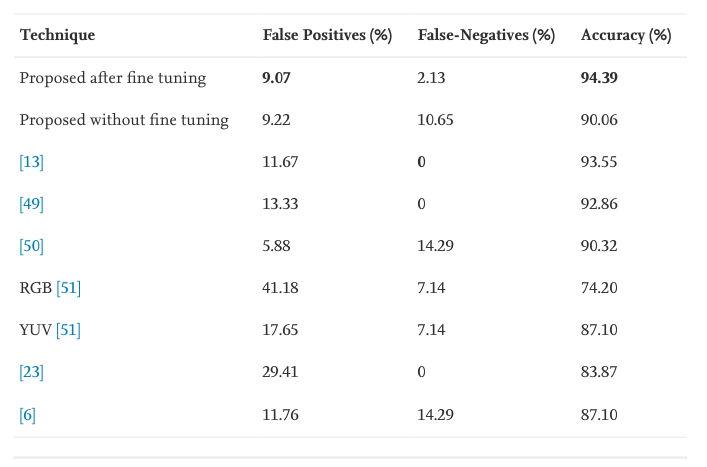 Technique False Positives (%) False-Negatives (%) Accuracy (%)
Proposed after fine tuning 9.07 2.13 94.39
Proposed without fine tuning 9.22 10.65 90.06
[13] 11.67 0 93.55
[49] 13.33 0 92.86
[50] 5.88 14.29 90.32
RGB [51] 41.18 7.14 74.20
YUV [51] 17.65 7.14 87.10
[23] 29.41 0 83.87
[6] 11.76 14.29 87.10